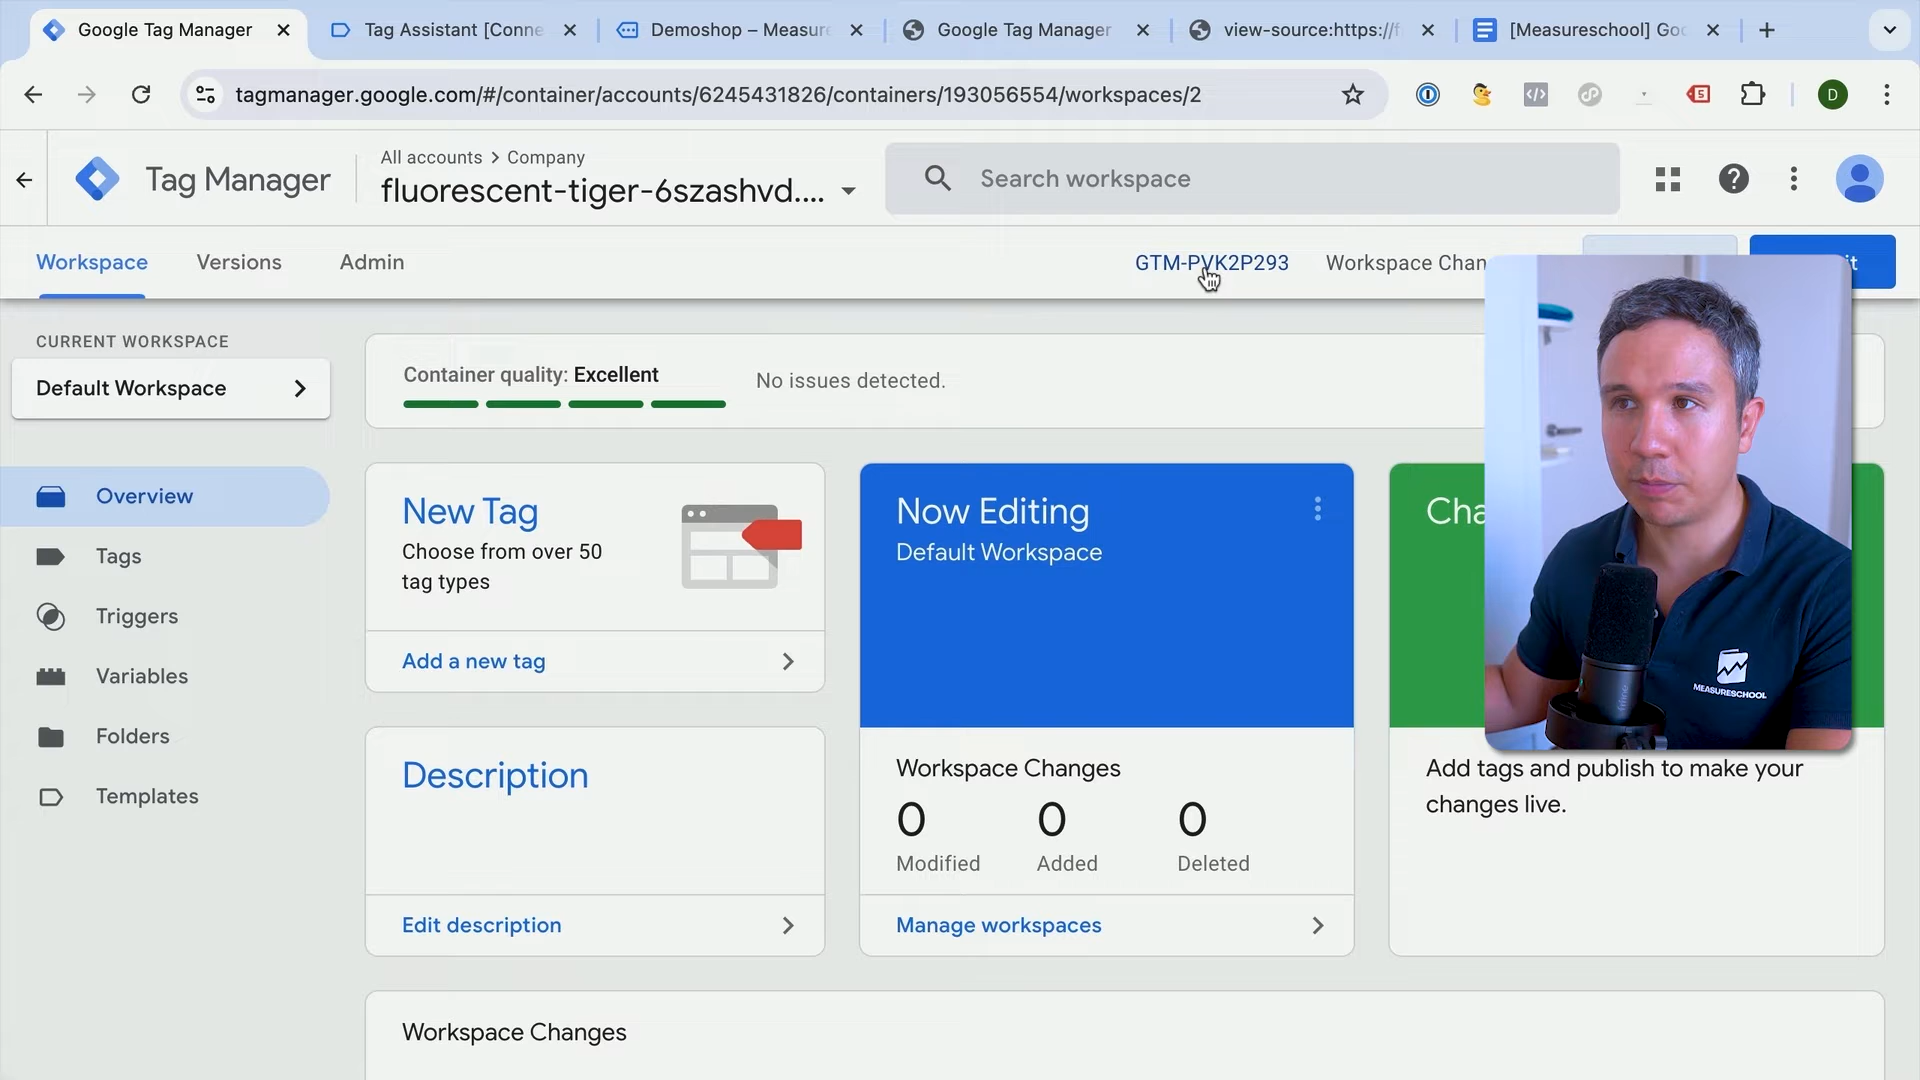 Google Tag Manager
Tag Assistant [Conne
Demoshop – Measure
Google Tag Manager
view-source:https://f
[Measureschool] Goo
tagmanager.google.com/#/container/accounts/6245431826/containers/193056554/workspaces/2
5
D
Tag Manager
All accounts > Company
fluorescent-tiger-6szashvd....
Search workspace
Workspace
Versions
Admin
GTM-PVK2P293
Workspace Chan
it
CURRENT WORKSPACE
Default Workspace
Container quality: Excellent
No issues detected.
Overview
Tags
Triggers
Variables
Folders
Templates
New Tag
Choose from over 50
tag types
Add a new tag
Now Editing
Default Workspace
Cha
Description
Edit description
Workspace Changes
0
0
0
Modified
Added
Deleted
Manage workspaces
Add tags and publish to make your
changes live.
MEASURESCHOOL
Workspace Changes